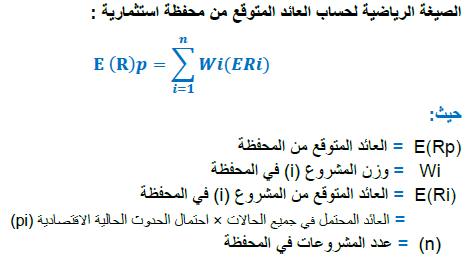 الصيغة الرياضية لحساب العائد المتوقع من محفظة استثمارية :
E (R)p = ∑ⁿᵢ₌₁ Wi(ERi)
حيث:
E(Rp) = العائد المتوقع من المحفظة
Wi = وزن المشروع (i) في المحفظة
E(Ri) = العائد المتوقع من المشروع (i) في المحفظة
= العائد المحتمل في جميع الحالات × احتمال الحدوث الحالية الاقتصادية (pi)
(n) = عدد المشروعات في المحفظة